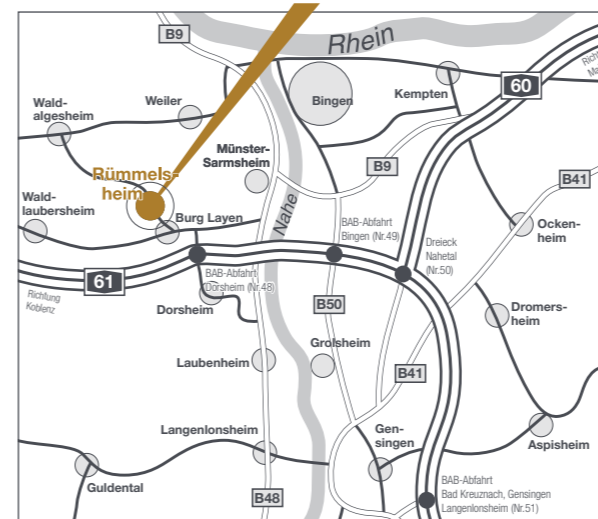 B9
Rhein
Richtung
60
Bingen
Kempten
Weiler
Wald-
algesheim
Münster-
Sarmsheim
B9
B41
Rümmels-
heim
Wald-
laubersheim
Burg Layen
Nahe
BAB-Abfahrt
Bingen (Nr.49)
Dreieck
Nahetal
(Nr.50)
Ocken-
heim
61
Richtung
Koblenz
BAB-Abfahrt
Dorsheim (Nr.48)
Dorsheim
B50
Dromers-
heim
Laubenheim
Grolsheim
B41
Langenlonsheim
Gen-
singen
Aspisheim
Guldental
B48
BAB-Abfahrt
Bad Kreuznach, Gensingen
Langenlonsheim (Nr.51)